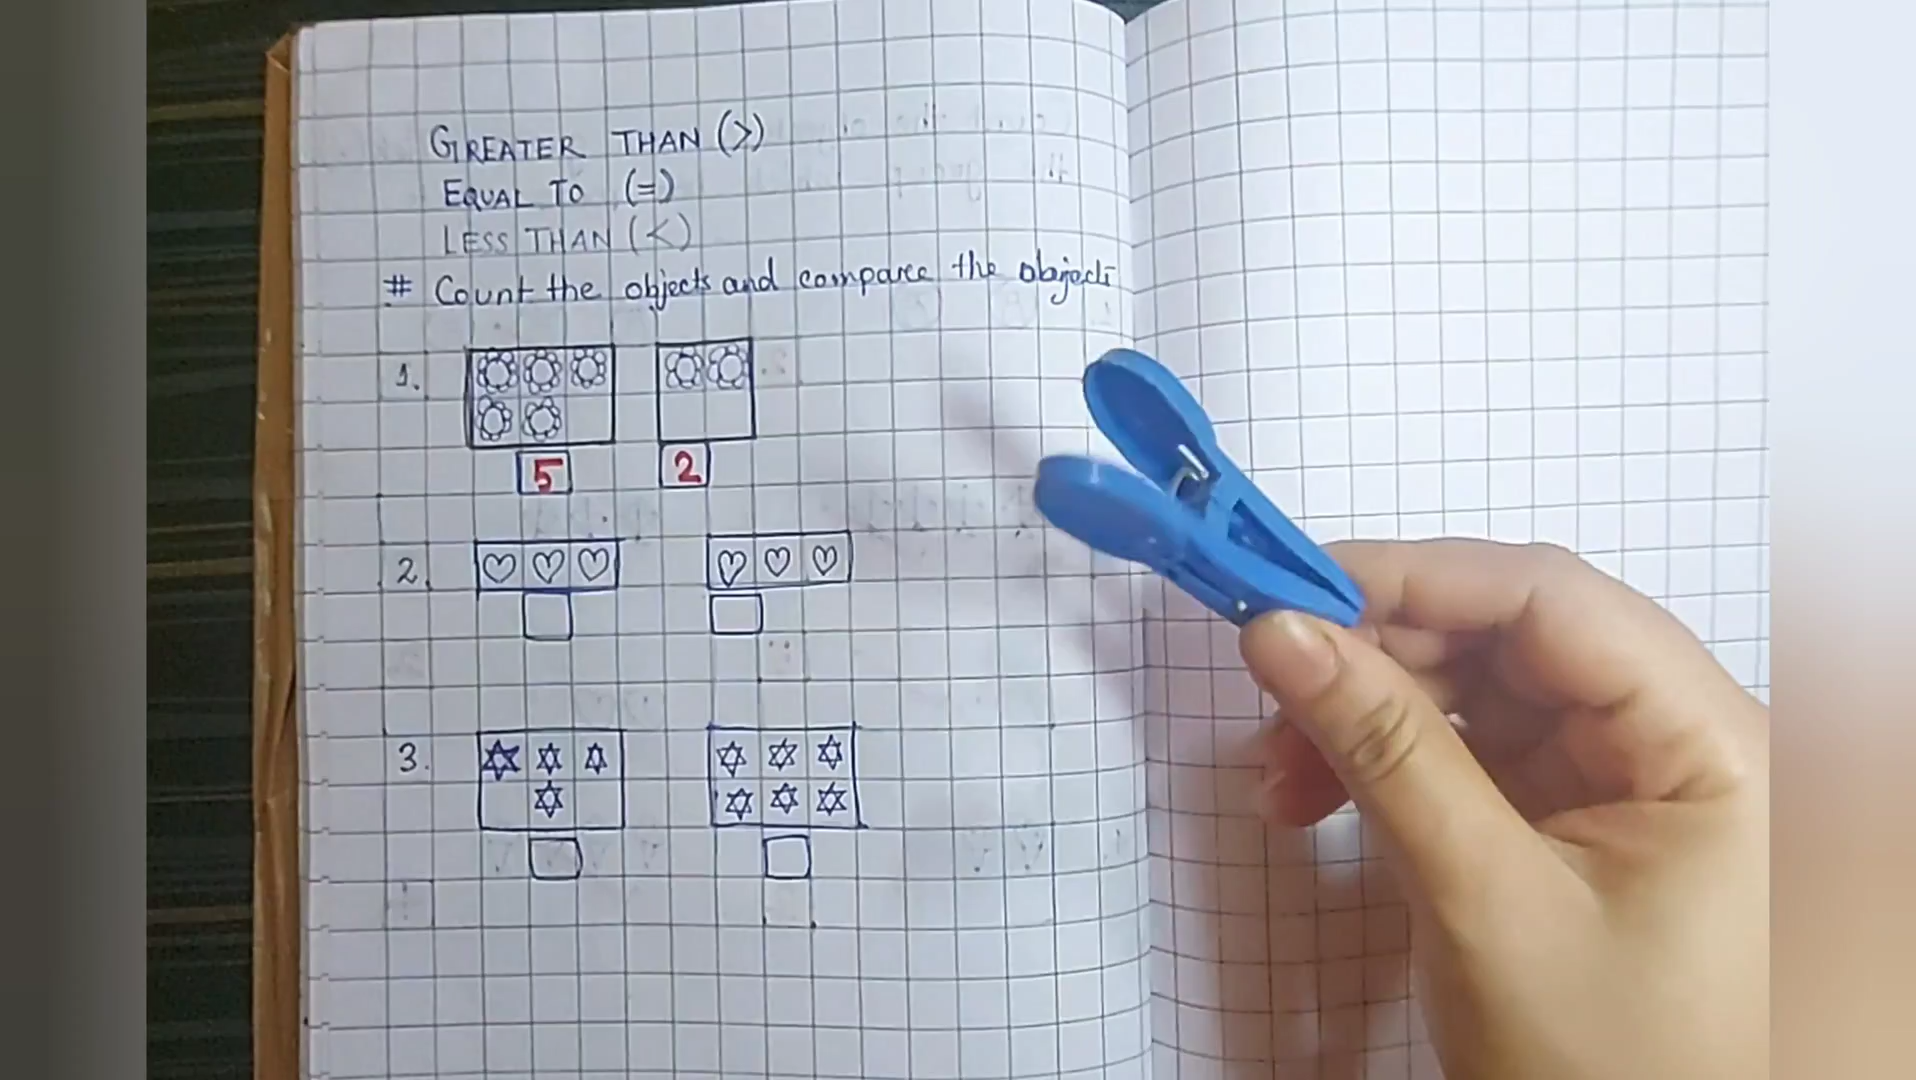 GREATER THAN (>)
EQUAL TO (=)
LESS THAN (<)
# Count the objects and compare the objects
1.
5 2
2.
3.